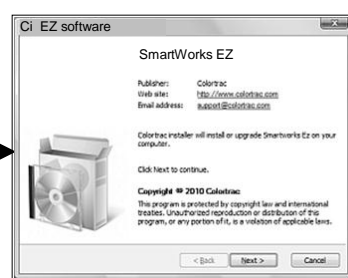 Ci EZ software
SmartWorks EZ
Publisher: Colortrac
Web site: http://www.colortrac.com
Email address: support@colortrac.com
Colortrac installer will install or upgrade Smartworks Ez on your
computer.
Click Next to continue.
Copyright © 2010 Colortrac
This program is protected by copyright law and international
treaties. Unauthorized reproduction or distribution of this
program, or any portion of it, is a violation of applicable laws.
< Back Next > Cancel